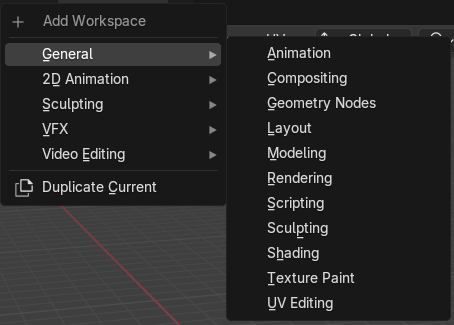 Add Workspace
General
2D Animation
Sculpting
VFX
Video Editing
Duplicate Current
Animation
Compositing
Geometry Nodes
Layout
Modeling
Rendering
Scripting
Sculpting
Shading
Texture Paint
UV Editing